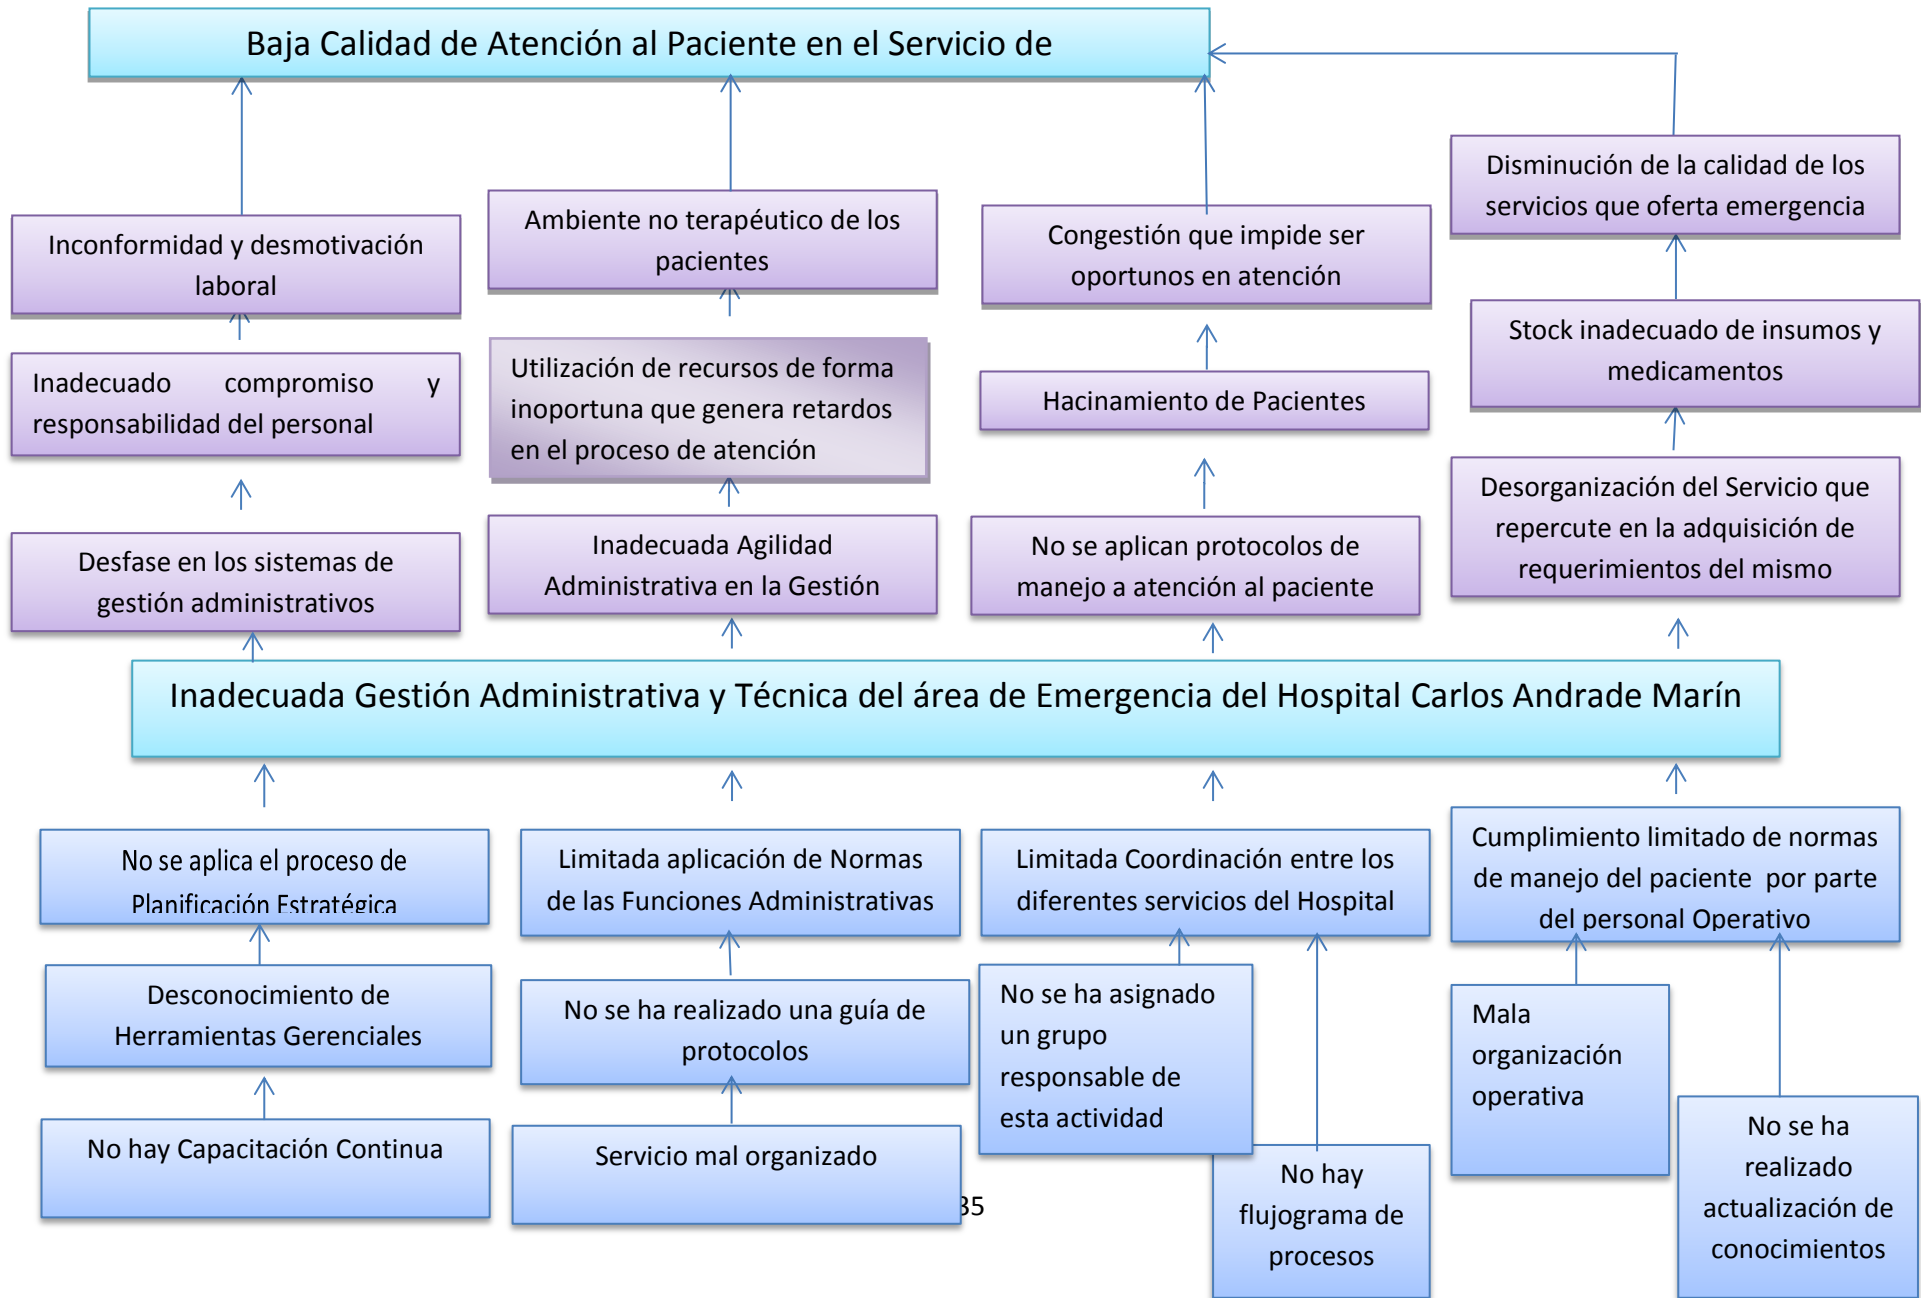 Baja Calidad de Atención al Paciente en el Servicio de
Inconformidad y desmotivación
laboral
Ambiente no terapéutico de los
pacientes
Congestión que impide ser
oportunos en atención
Disminución de la calidad de los
servicios que oferta emergencia
Inadecuado compromiso y
responsabilidad del personal
Utilización de recursos de forma
inoportuna que genera retardos
en el proceso de atención
Hacinamiento de Pacientes
Stock inadecuado de insumos y
medicamentos
Desfase en los sistemas de
gestión administrativos
Inadecuada Agilidad
Administrativa en la Gestión
No se aplican protocolos de
manejo a atención al paciente
Desorganización del Servicio que
repercute en la adquisición de
requerimientos del mismo
Inadecuada Gestión Administrativa y Técnica del área de Emergencia del Hospital Carlos Andrade Marín
No se aplica el proceso de
Planificación Estratégica
Limitada aplicación de Normas
de las Funciones Administrativas
Limitada Coordinación entre los
diferentes servicios del Hospital
Cumplimiento limitado de normas
de manejo del paciente por parte
del personal Operativo
Desconocimiento de
Herramientas Gerenciales
No se ha realizado una guía de
protocolos
No se ha asignado
un grupo
responsable de
esta actividad
Mala
organización
operativa
No hay Capacitación Continua
Servicio mal organizado
No hay
flujograma de
procesos
No se ha
realizado
actualización de
conocimientos
35